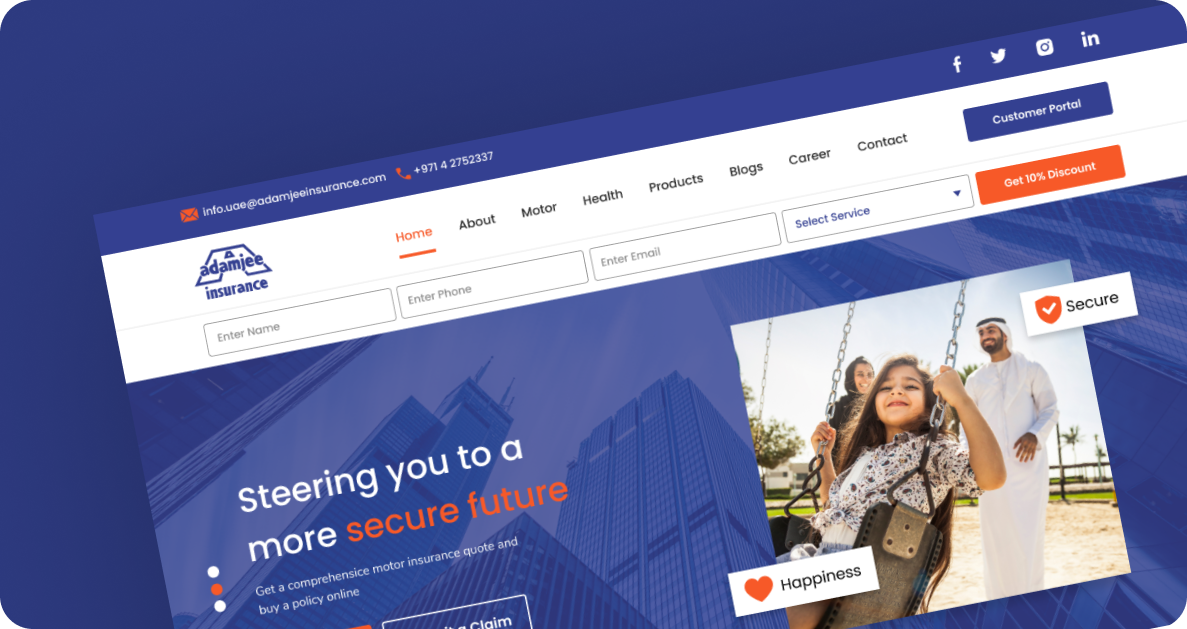 info.uae@adamjeeinsurance.com
+971 4 2752337
adamjee
insurance
Home
About
Motor
Health
Products
Blogs
Career
Contact
Customer Portal
Enter Name
Enter Phone
Enter Email
Select Service
Get 10% Discount
Steering you to a
more secure future
Get a comprehensice motor insurance quote and
buy a policy online
Claim
Secure
Happiness